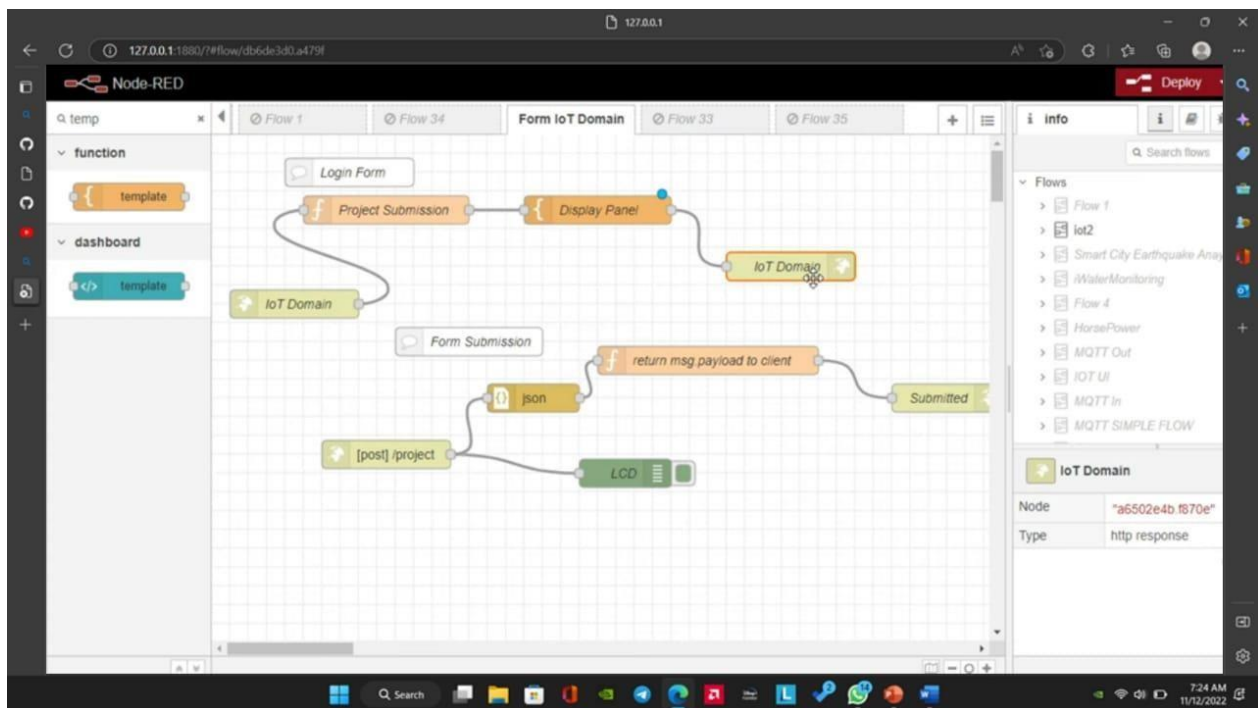 127.0.0.1
127.0.0.1:1880/?#flow/db6de3d0.a479f
Node-RED
Deploy
temp
Flow 1
Flow 34
Form IoT Domain
Flow 33
Flow 35
i info
function
template
dashboard
template
Login Form
Project Submission
Display Panel
IoT Domain
IoT Domain
Form Submission
return msg.payload to client
json
Submitted
[post] /project
LCD
Search flows
Flows
Flow 1
iot2
Smart City Earthquake Anay
iWaterMonitoring
Flow 4
HorsePower
MQTT Out
IOT UI
MQTT In
MQTT SIMPLE FLOW
IoT Domain
Node "a6502e4b.f870e"
Type http response
Search
7:24 AM
11/12/2022